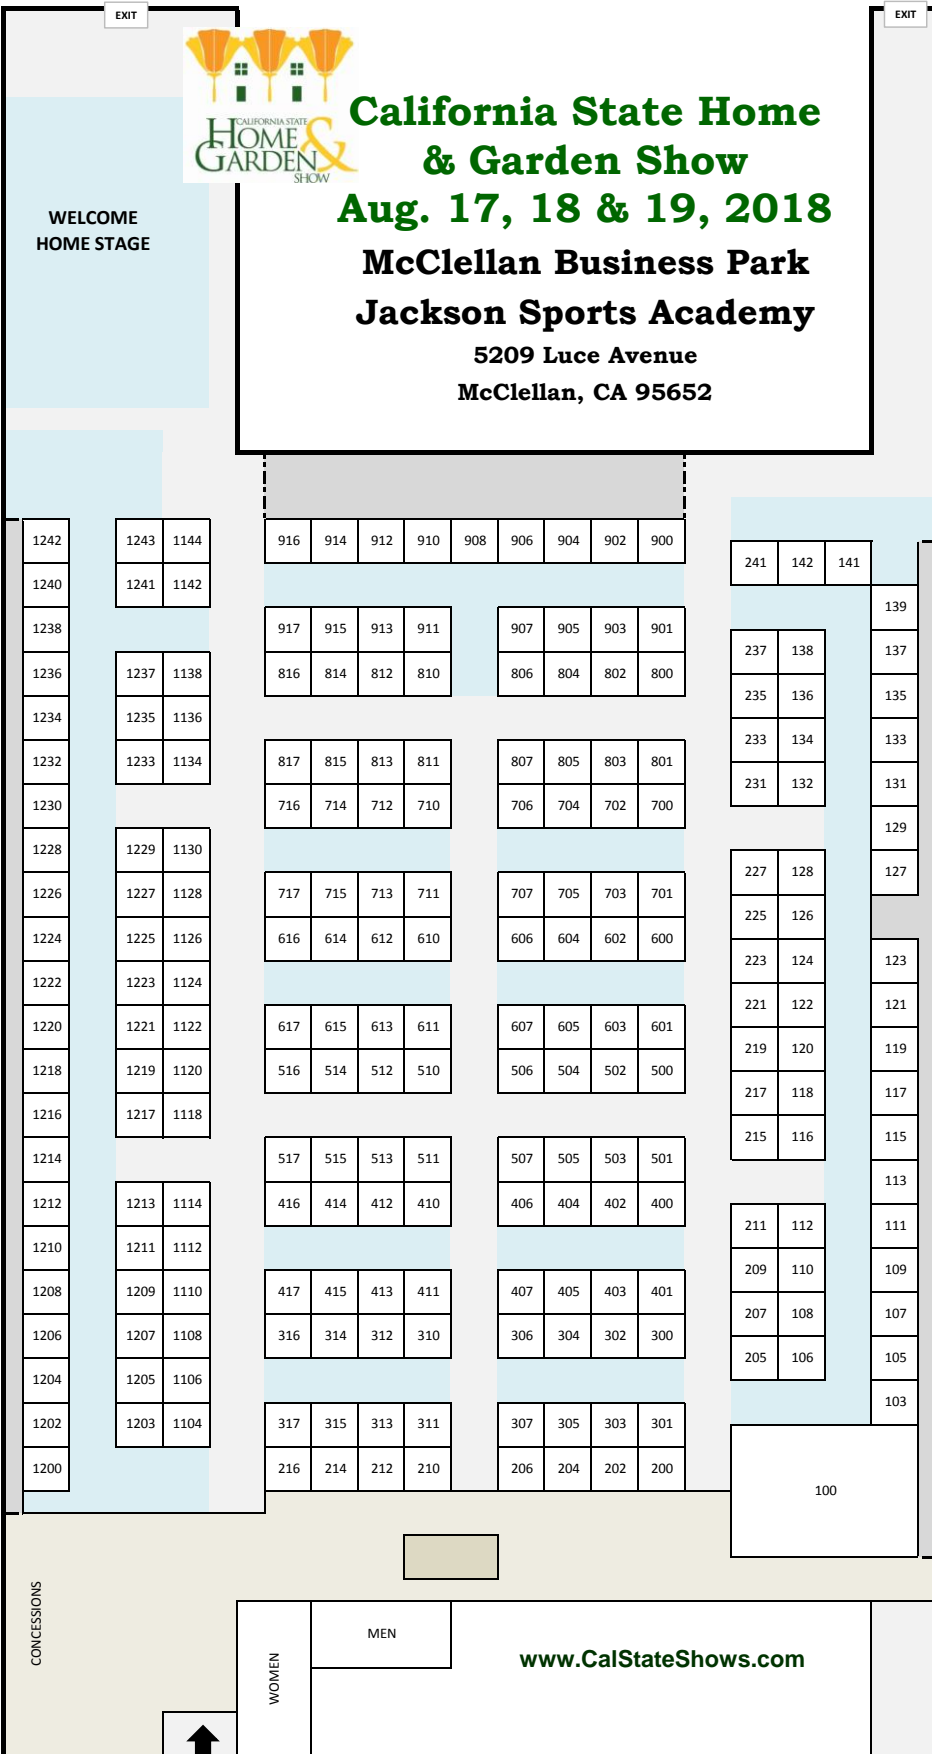 EXIT
EXIT
CALIFORNIA STATE
HOME &
GARDEN
SHOW
California State Home
& Garden Show
Aug. 17, 18 & 19, 2018
McClellan Business Park
Jackson Sports Academy
5209 Luce Avenue
McClellan, CA 95652
WELCOME
HOME STAGE
1242 1243 1144 916 914 912 910 908 906 904 902 900
241 142 141
1240 1241 1142
139
1238 917 915 913 911 907 905 903 901
237 138 137
1236 1237 1138 816 814 812 810 806 804 802 800
235 136 135
1234 1235 1136
233 134 133
1232 1233 1134 817 815 813 811 807 805 803 801
231 132 131
1230 716 714 712 710 706 704 702 700
129
1228 1229 1130
227 128 127
1226 1227 1128 717 715 713 711 707 705 703 701
225 126
1224 1225 1126 616 614 612 610 606 604 602 600
223 124 123
1222 1223 1124
221 122 121
1220 1221 1122 617 615 613 611 607 605 603 601
219 120 119
1218 1219 1120 516 514 512 510 506 504 502 500
217 118 117
1216 1217 1118
215 116 115
1214 517 515 513 511 507 505 503 501
113
1212 1213 1114 416 414 412 410 406 404 402 400
211 112 111
1210 1211 1112
209 110 109
1208 1209 1110 417 415 413 411 407 405 403 401
207 108 107
1206 1207 1108 316 314 312 310 306 304 302 300
205 106 105
1204 1205 1106
103
1202 1203 1104 317 315 313 311 307 305 303 301
1200 216 214 212 210 206 204 202 200
100
CONCESSIONS
WOMEN
MEN
www.CalStateShows.com